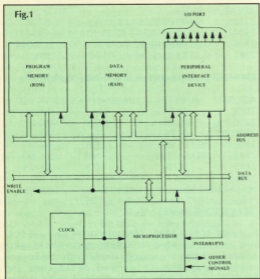 Fig.1
I/O PORT
PROGRAM
MEMORY
(ROM)
DATA
MEMORY
(RAM)
PERIPHERAL
INTERFACE
DEVICE
ADDRESS
BUS
DATA
BUS
WRITE
ENABLE
CLOCK
MICROPROCESSOR
INTERRUPTS
OTHER
CONTROL
SIGNALS